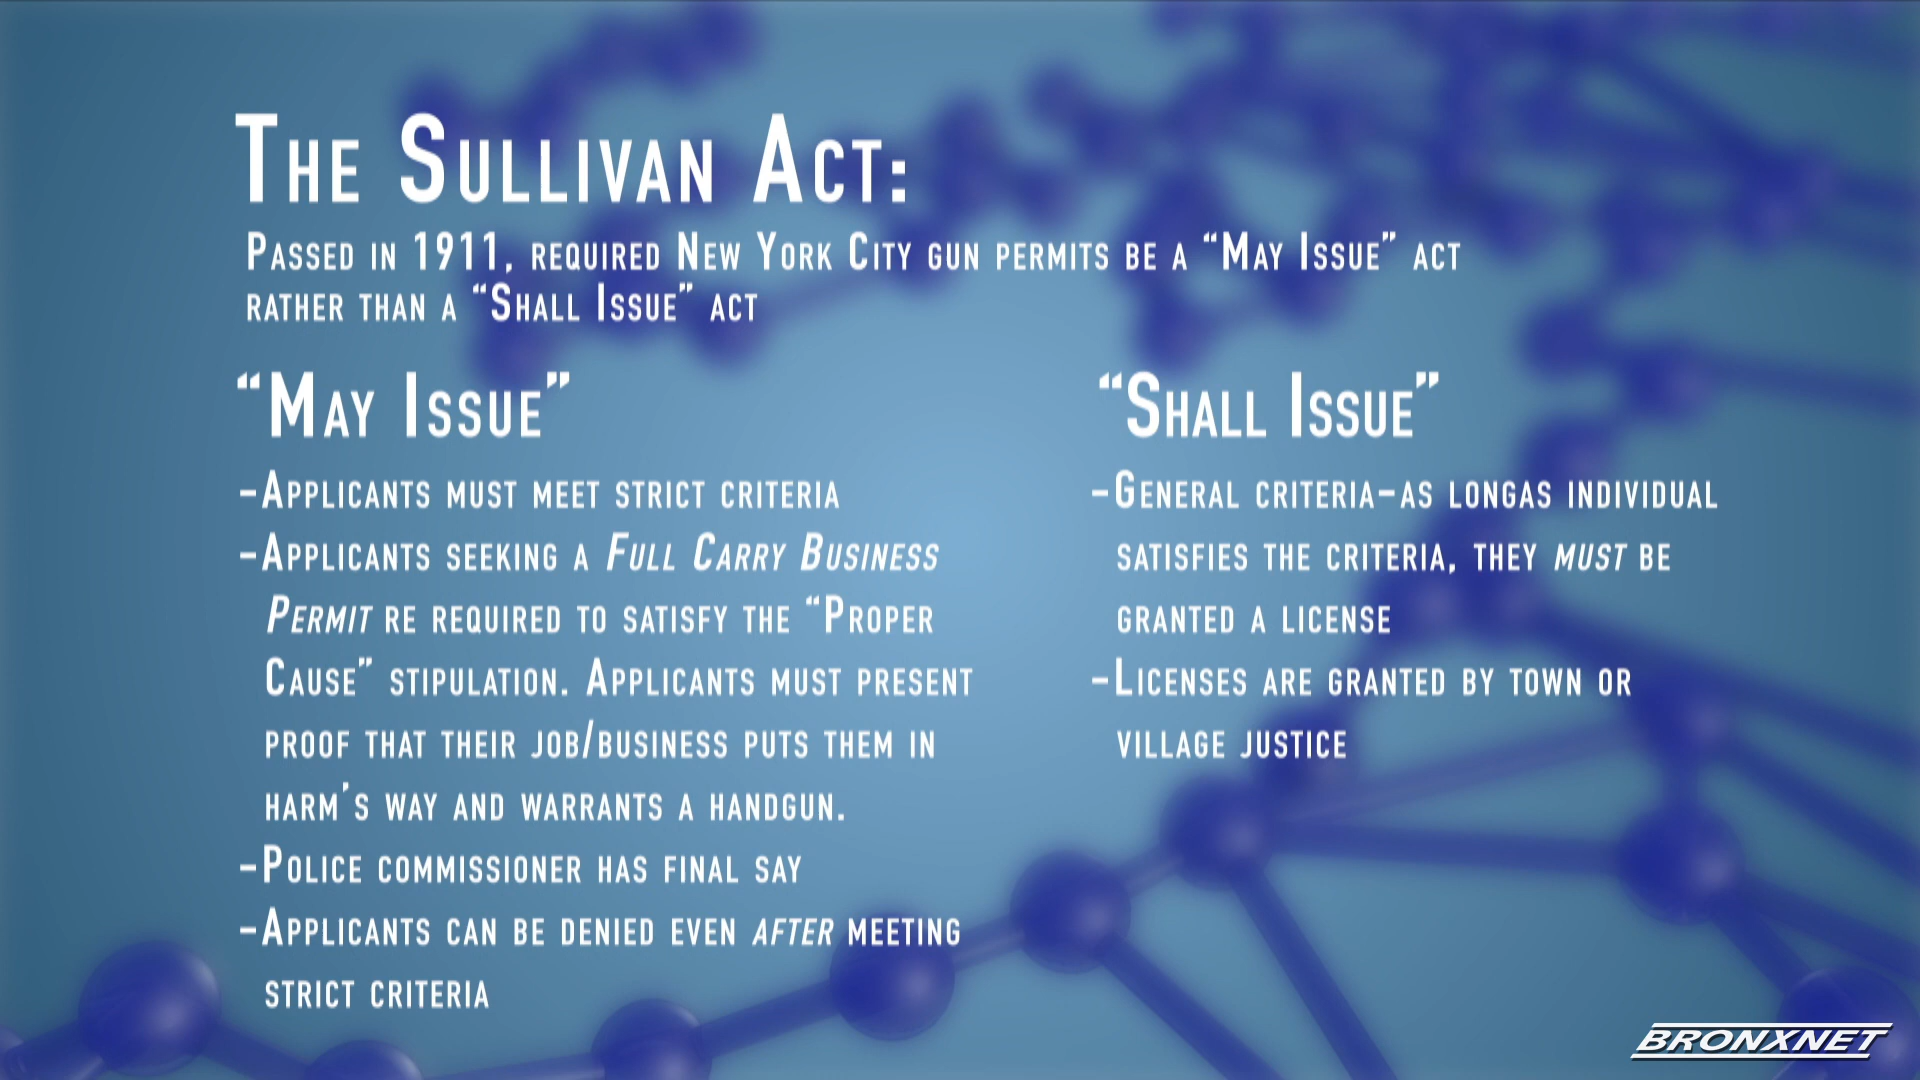 The Sullivan Act:
Passed in 1911, required New York City gun permits be a “May Issue” act
rather than a “Shall Issue” act
“May Issue”
-Applicants must meet strict criteria
-Applicants seeking a Full Carry Business
Permit re required to satisfy the “Proper
Cause” stipulation. Applicants must present
proof that their job/business puts them in
harm's way and warrants a handgun.
-Police commissioner has final say
-Applicants can be denied even after meeting
strict criteria
“Shall Issue”
-General criteria-as longas individual
satisfies the criteria, they must be
granted a license
-Licenses are granted by town or
village justice
BRONXNET